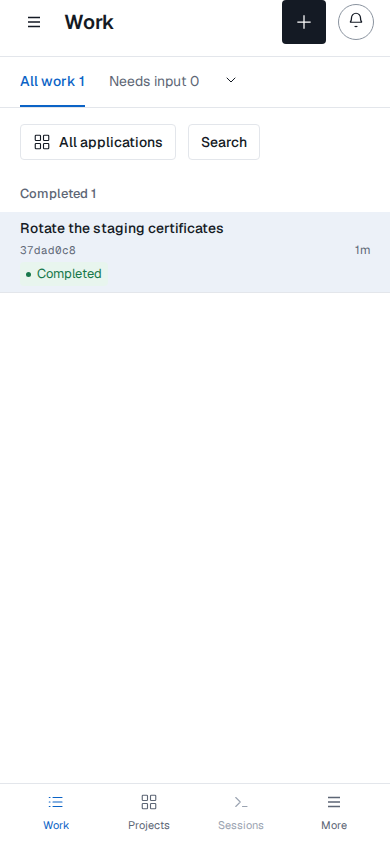 Work
All work 1
Needs input 0
All applications
Search
Completed 1
Rotate the staging certificates
37dad0c8
1m
Completed
Work
Projects
Sessions
More